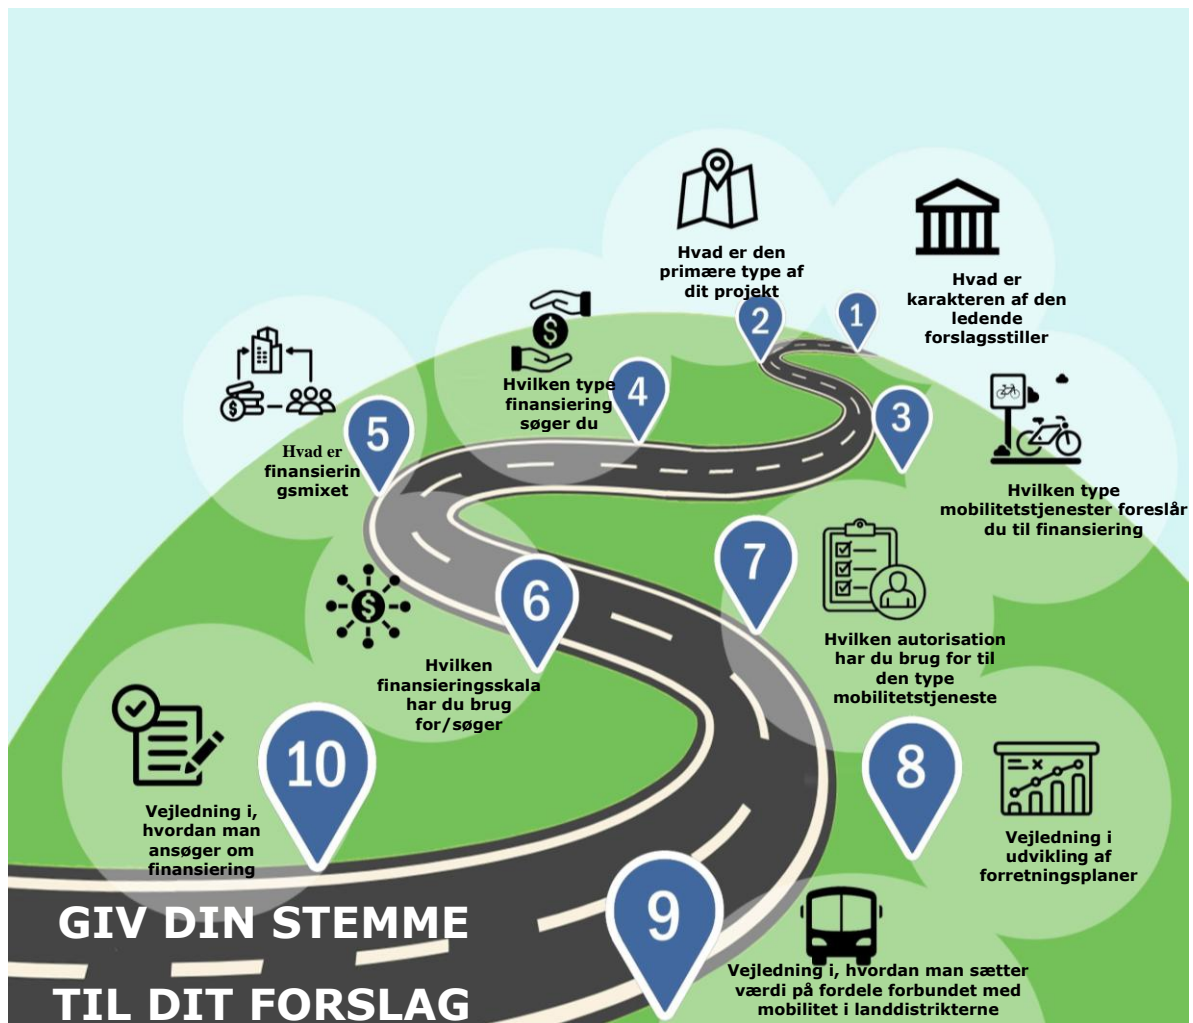 1
Hvad er
karakteren af den
ledende
forslagsstiller
2
Hvad er den
primære type af
dit projekt
3
Hvilken type
mobilitetstjenester foreslår
du til finansiering
4
Hvilken type
finansiering
søger du
5
Hvad er
finansierin
gsmixet
6
Hvilken
finansieringsskala
har du brug
for/søger
7
Hvilken autorisation
har du brug for til
den type
mobilitetstjeneste
8
Vejledning i
udvikling af
forretningsplaner
9
Vejledning i, hvordan man sætter
værdi på fordele forbundet med
mobilitet i landdistrikterne
10
Vejledning i,
hvordan man
ansøger om
finansiering
GIV DIN STEMME
TIL DIT FORSLAG